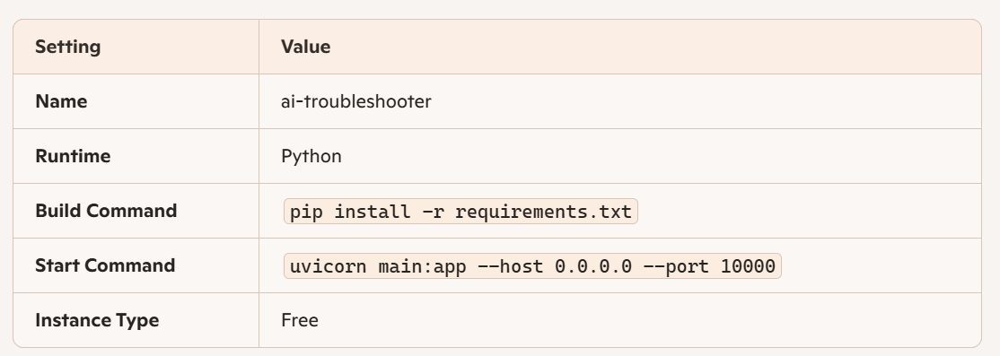 Setting Value
Name ai-troubleshooter
Runtime Python
Build Command pip install -r requirements.txt
Start Command uvicorn main:app --host 0.0.0.0 --port 10000
Instance Type Free